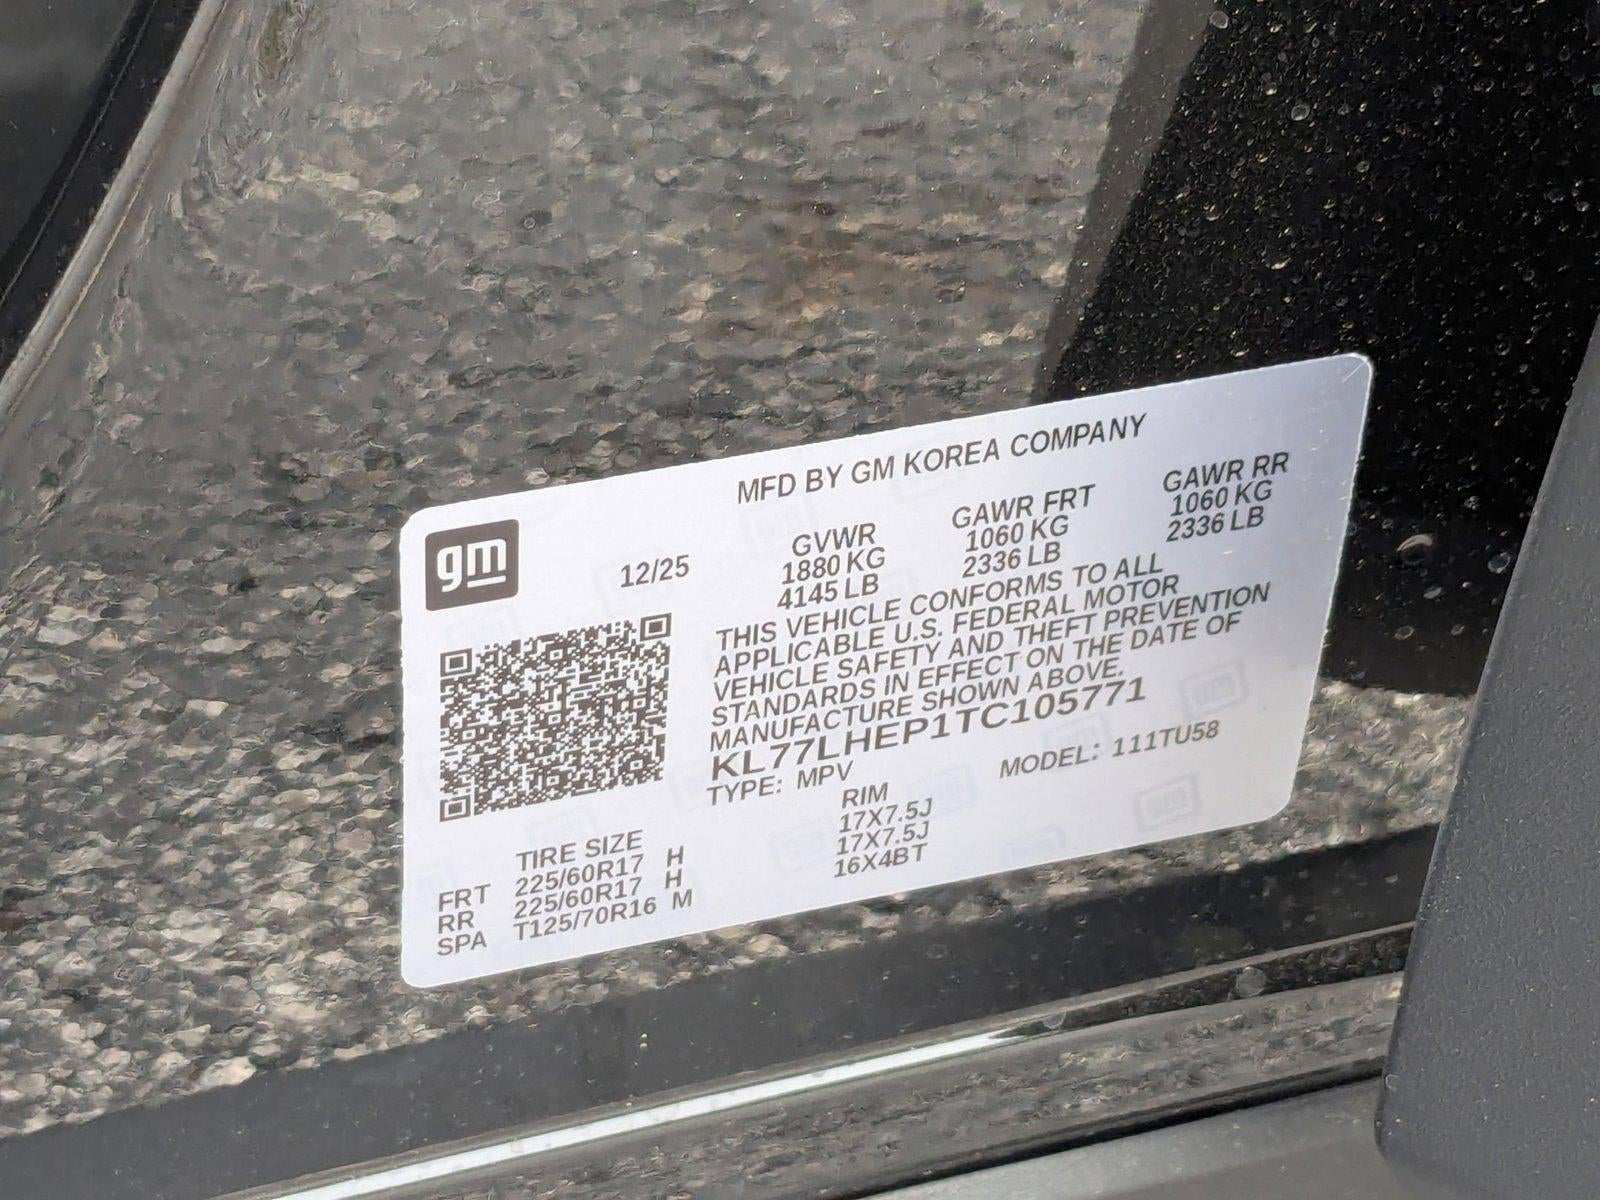 MFD BY GM KOREA COMPANY
gm
12/25
GVWR GAWR FRT GAWR RR
1880 KG 1060 KG 1060 KG
4145 LB 2336 LB 2336 LB
THIS VEHICLE CONFORMS TO ALL
APPLICABLE U.S. FEDERAL MOTOR
VEHICLE SAFETY AND THEFT PREVENTION
STANDARDS IN EFFECT ON THE DATE OF
MANUFACTURE SHOWN ABOVE.
KL77LHEP1TC105771
TYPE: MPV MODEL: 111TU58
TIRE SIZE RIM
FRT 225/60R17 H 17X7.5J
RR 225/60R17 H 17X7.5J
SPA T125/70R16 M 16X4BT